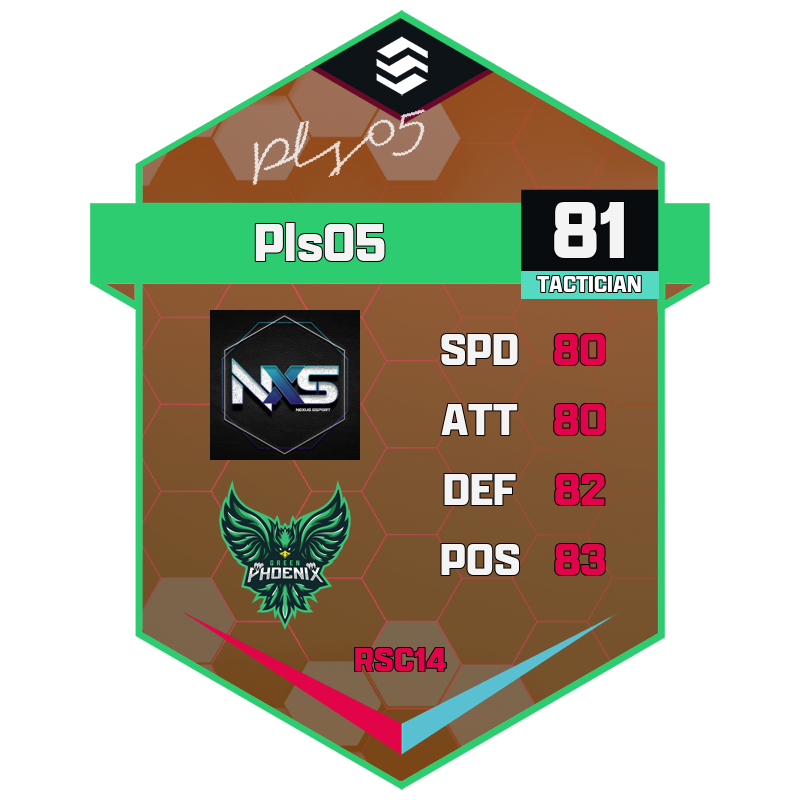 pls05
Pls05
81
TACTICIAN
NXS
NEXUS ESPORT
SPD 80
ATT 80
DEF 82
POS 83
GREEN
PHOENIX
RSC14